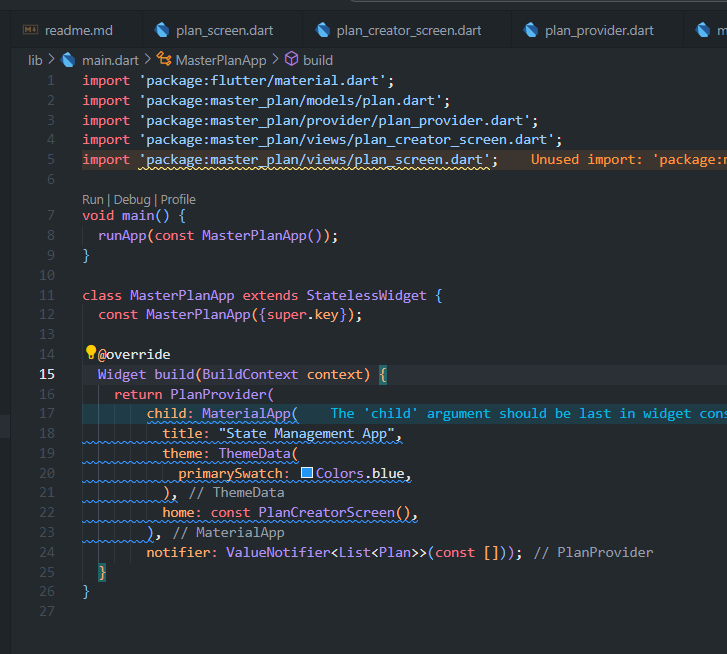 readme.md plan_screen.dart plan_creator_screen.dart plan_provider.dart
lib > main.dart > MasterPlanApp > build
1 import 'package:flutter/material.dart';
2 import 'package:master_plan/models/plan.dart';
3 import 'package:master_plan/provider/plan_provider.dart';
4 import 'package:master_plan/views/plan_creator_screen.dart';
5 import 'package:master_plan/views/plan_screen.dart'; Unused import: 'package:
6
Run | Debug | Profile
7 void main() {
8 runApp(const MasterPlanApp());
9 }
10
11 class MasterPlanApp extends StatelessWidget {
12 const MasterPlanApp({super.key});
13
14 @override
15 Widget build(BuildContext context) {
16 return PlanProvider(
17 child: MaterialApp( The 'child' argument should be last in widget cons
18 title: "State Management App",
19 theme: ThemeData(
20 primarySwatch: Colors.blue,
21 ), // ThemeData
22 home: const PlanCreatorScreen(),
23 ), // MaterialApp
24 notifier: ValueNotifier<List<Plan>>(const [])); // PlanProvider
25 }
26 }
27